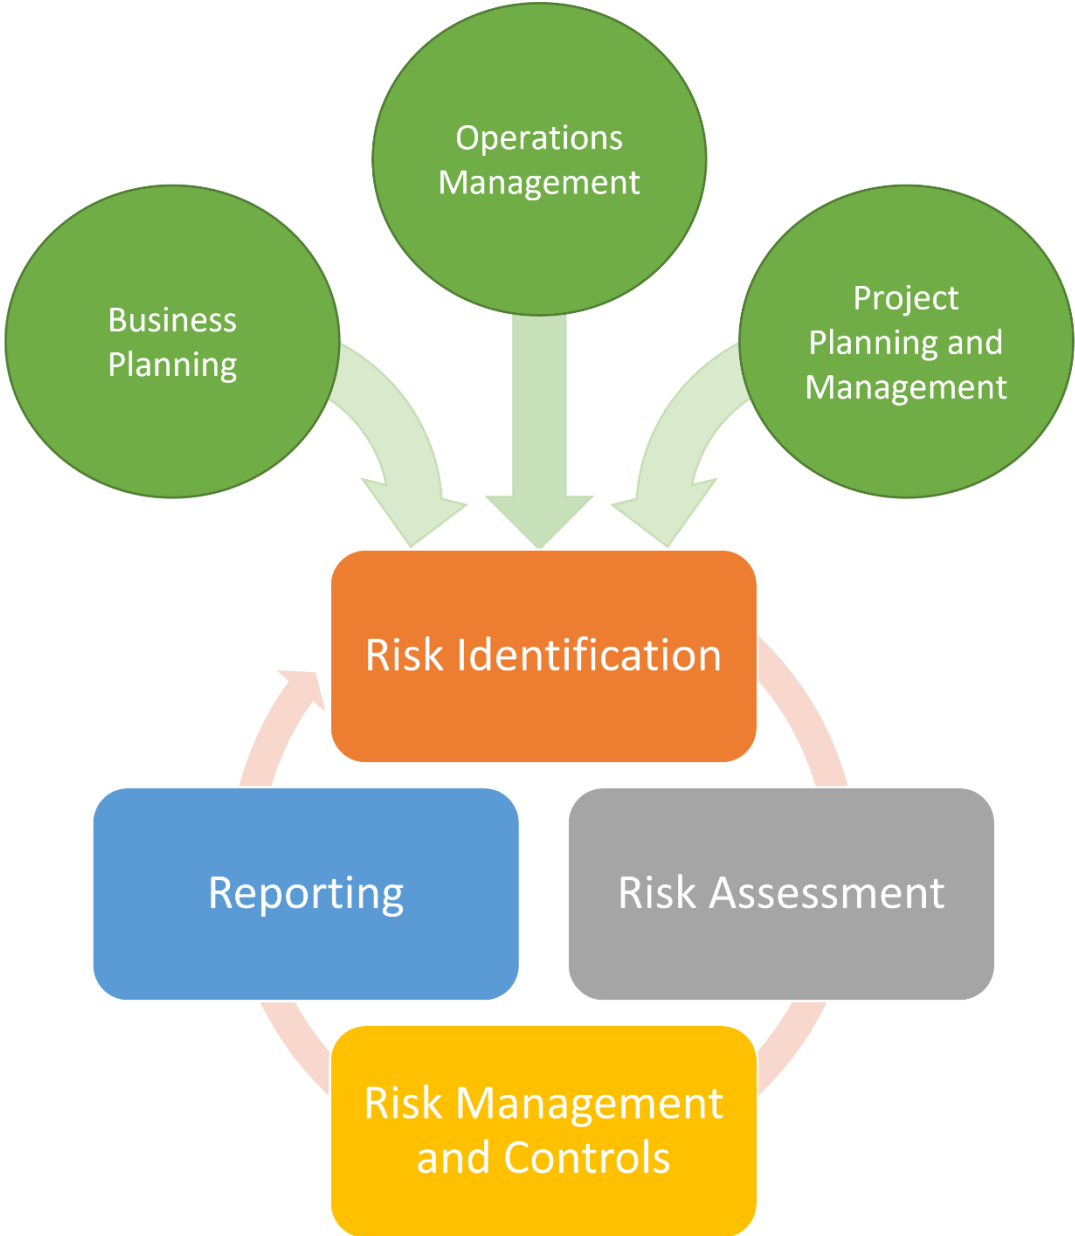 Operations
Management
Business
Planning
Project
Planning and
Management
Risk Identification
Reporting
Risk Assessment
Risk Management
and Controls